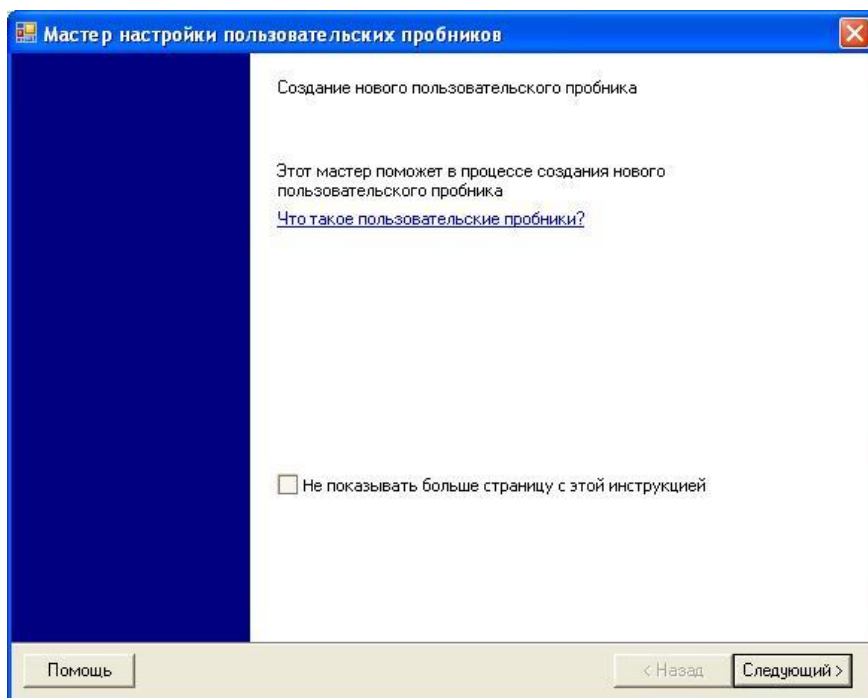 Мастер настройки пользовательских пробников
Создание нового пользовательского пробника
Этот мастер поможет в процессе создания нового
пользовательского пробника
Что такое пользовательские пробники?
Не показывать больше страницу с этой инструкцией
Помощь
< Назад
Следующий >